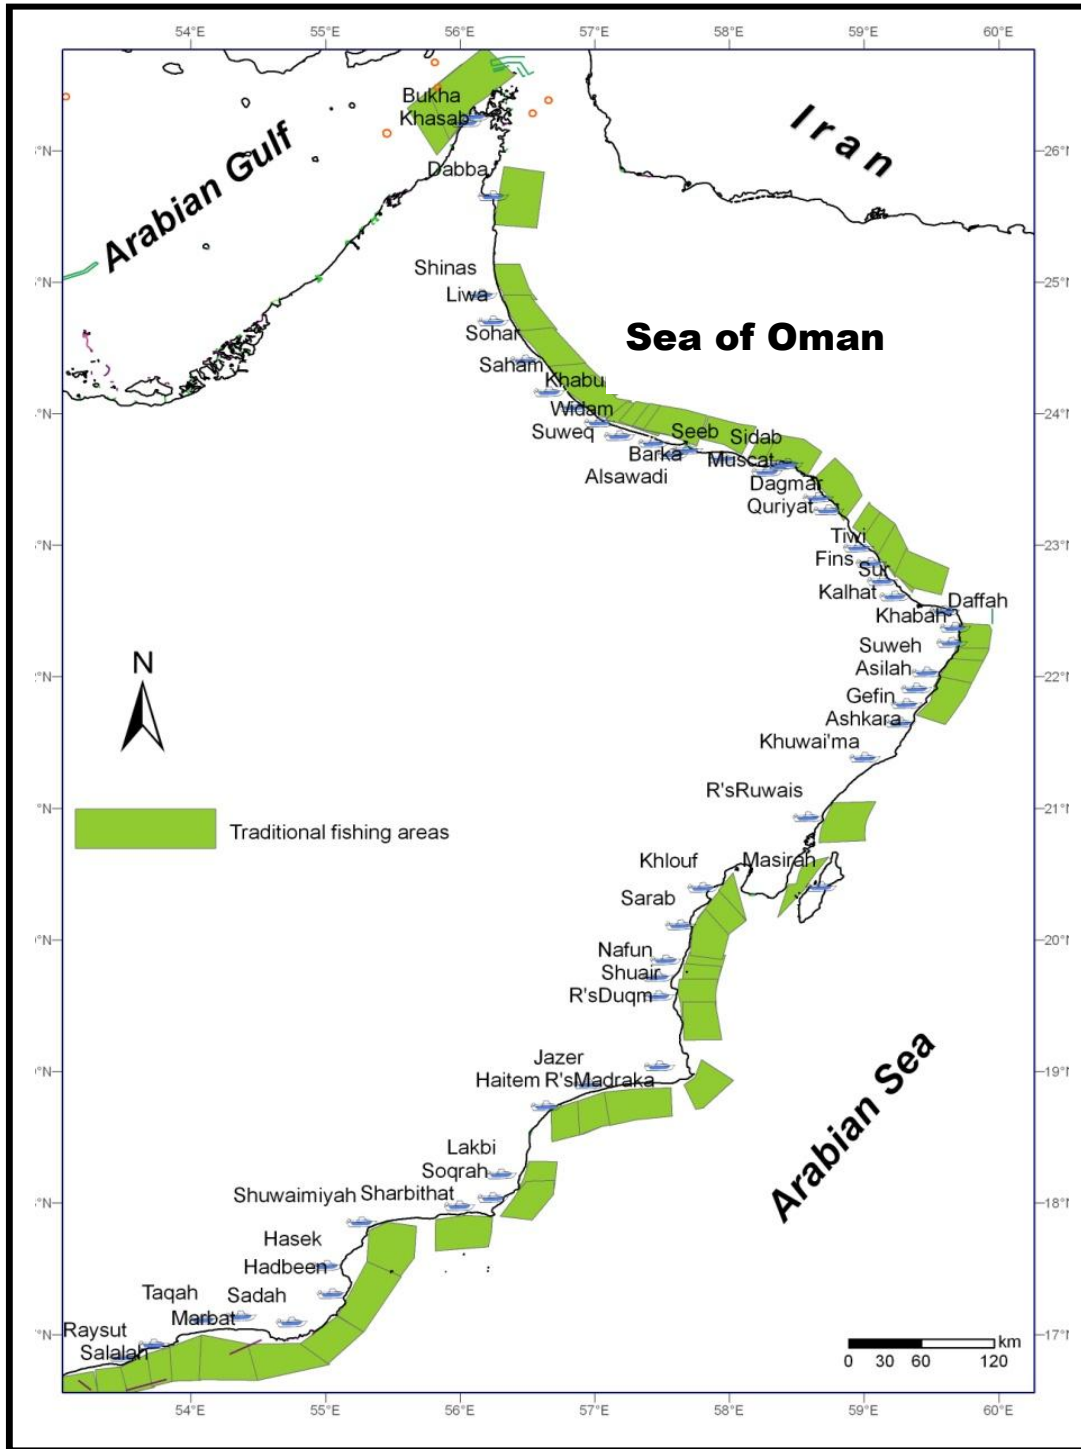 54°E 55°E 56°E 57°E 58°E 59°E 60°E
Bukha
Khasab
Iran
26°N
Arabian Gulf
Dabba
Shinas
25°N
Liwa
Sohar
Sea of Oman
Saham
Khabu
Widam
24°N
Suweq
Seeb
Sidab
Barka
Muscat
Alsawadi
Dagmar
Quriyat
Tiwi
23°N
Fins
Sur
Kalhat
Daffah
Khabah
Suweh
N
Asilah
22°N
Gefin
Ashkara
Khuwai'ma
R'sRuwais
21°N
Traditional fishing areas
Khlouf
Masirah
Sarab
20°N
Nafun
Shuair
R'sDuqm
Jazer
19°N
Haitem R'sMadraka
Arabian Sea
Lakbi
Soqrah
Shuwaimiyah Sharbithat
18°N
Hasek
Hadbeen
Taqah
Sadah
Marbat
Raysut
17°N
Salalah
km
0 30 60 120
54°E 55°E 56°E 57°E 58°E 59°E 60°E